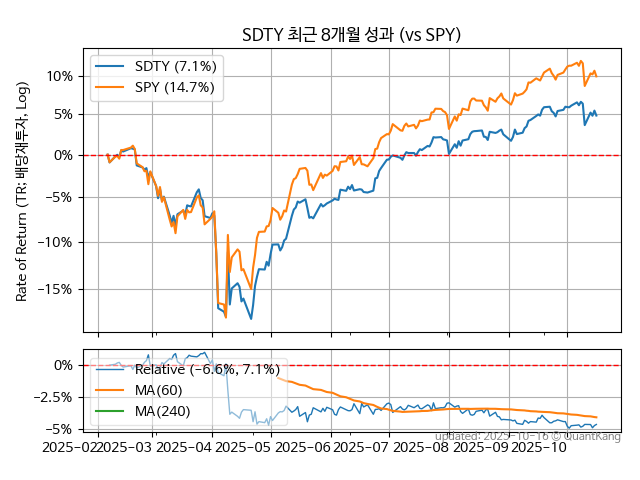 SDTY 최근 8개월 성과 (vs SPY)
SDTY (7.1%)
SPY (14.7%)
10%
5%
0%
−5%
−10%
−15%
Rate of Return (TR: 배당재투자, Log)
Relative (−6.6%, 7.1%)
MA(60)
MA(240)
0%
−2.5%
−5%
2025−02 2025−03 2025−04 2025−05 2025−06 2025−07 2025−08 2025−09 2025−10
updated: 2025−10−16 © QuantKang